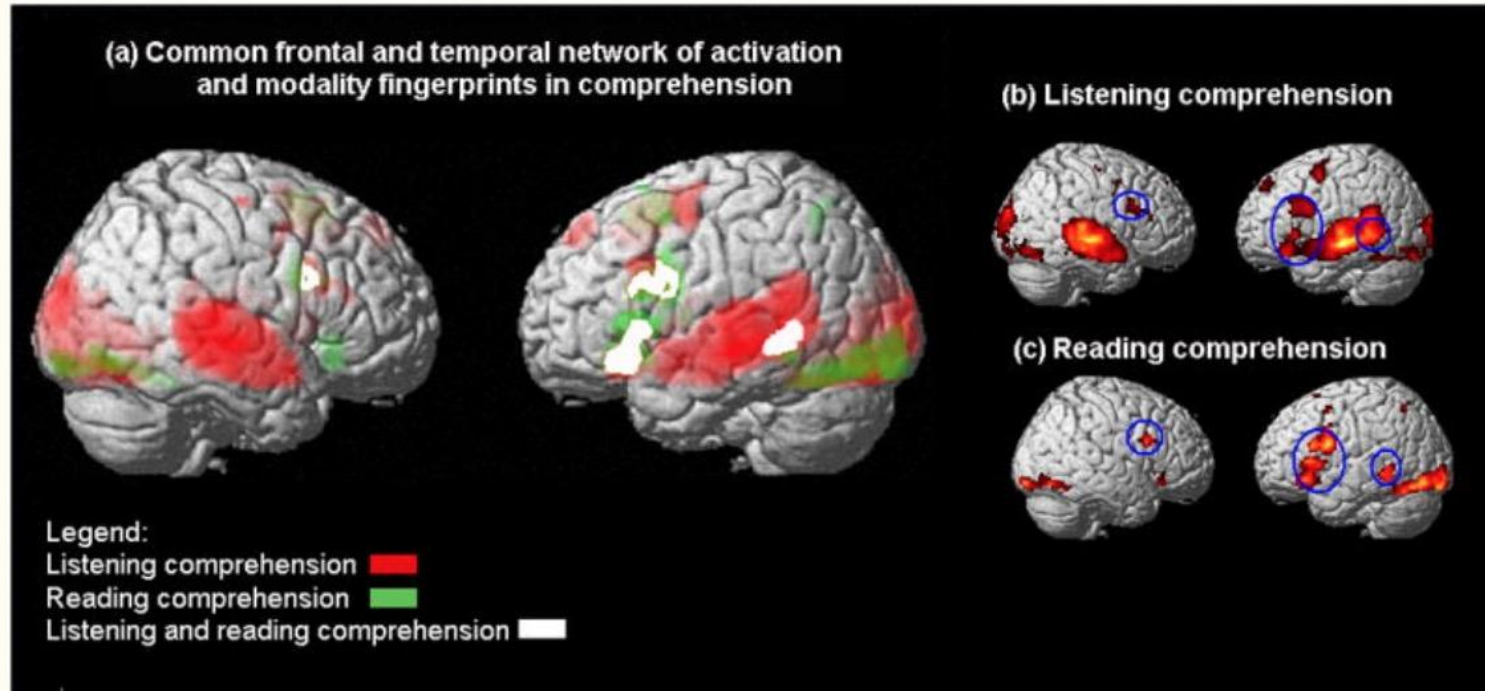 (a) Common frontal and temporal network of activation
and modality fingerprints in comprehension
(b) Listening comprehension
(c) Reading comprehension
Legend:
Listening comprehension
Reading comprehension
Listening and reading comprehension